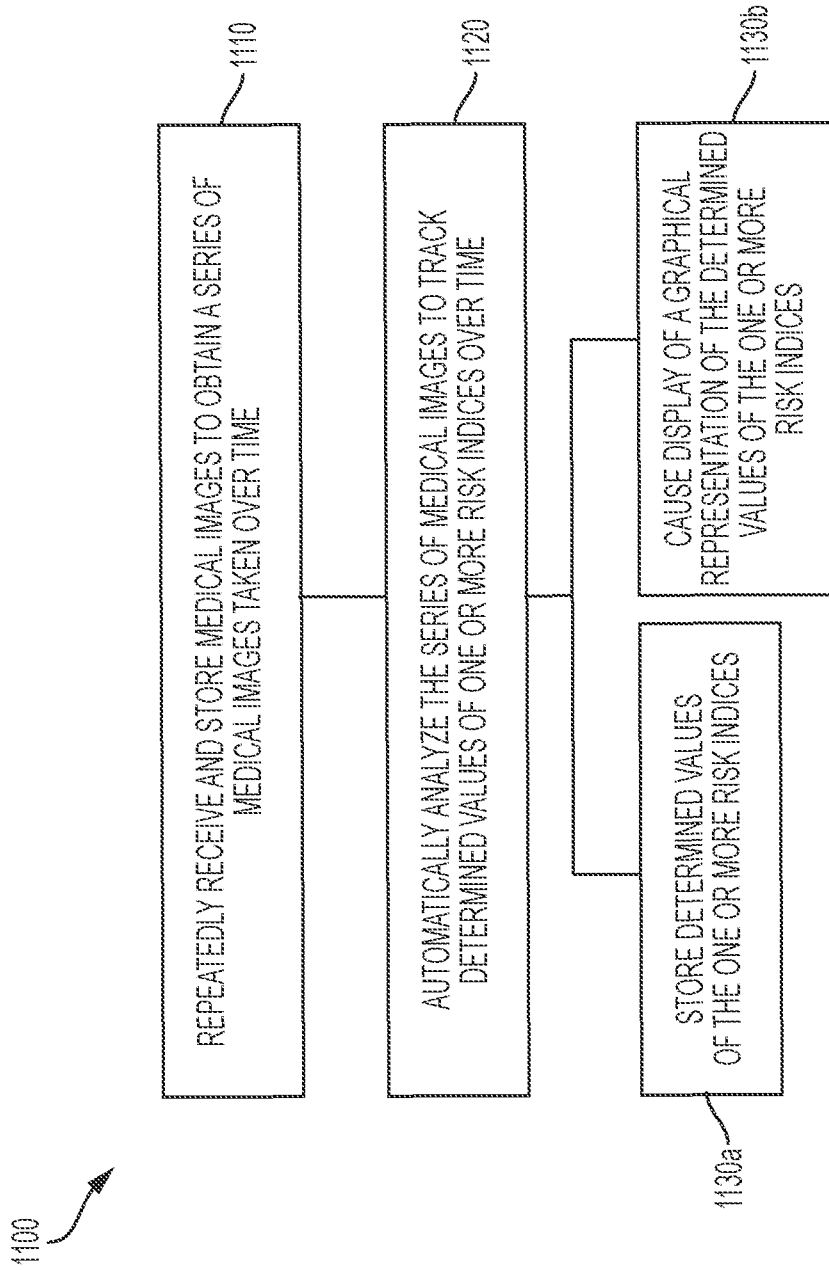 1100
REPEATEDLY RECEIVE AND STORE MEDICAL IMAGES TO OBTAIN A SERIES OF
MEDICAL IMAGES TAKEN OVER TIME
1110
AUTOMATICALLY ANALYZE THE SERIES OF MEDICAL IMAGES TO TRACK
DETERMINED VALUES OF ONE OR MORE RISK INDICES OVER TIME
1120
STORE DETERMINED VALUES
OF THE ONE OR MORE RISK INDICES
1130a
CAUSE DISPLAY OF A GRAPHICAL
REPRESENTATION OF THE DETERMINED
VALUES OF THE ONE OR MORE
RISK INDICES
1130b